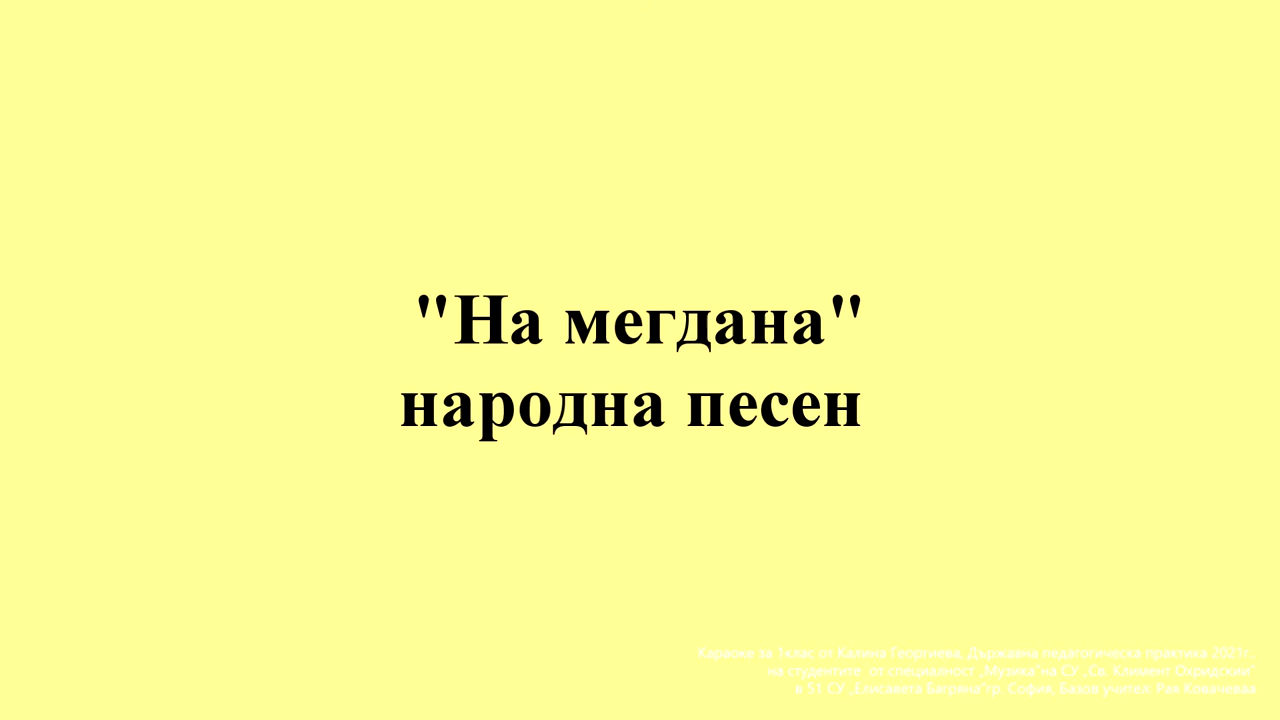 "На мегдана"
народна песен
Караоке за 1клас от Калина Георгиева, Държавна педагогическа практика 2021г.,
на студентите от специалност „Музика"на СУ „Св. Климент Охридски"
в 51 СУ „Елисавета Багряна"гр. София, Базов учител: Рая Ковачева